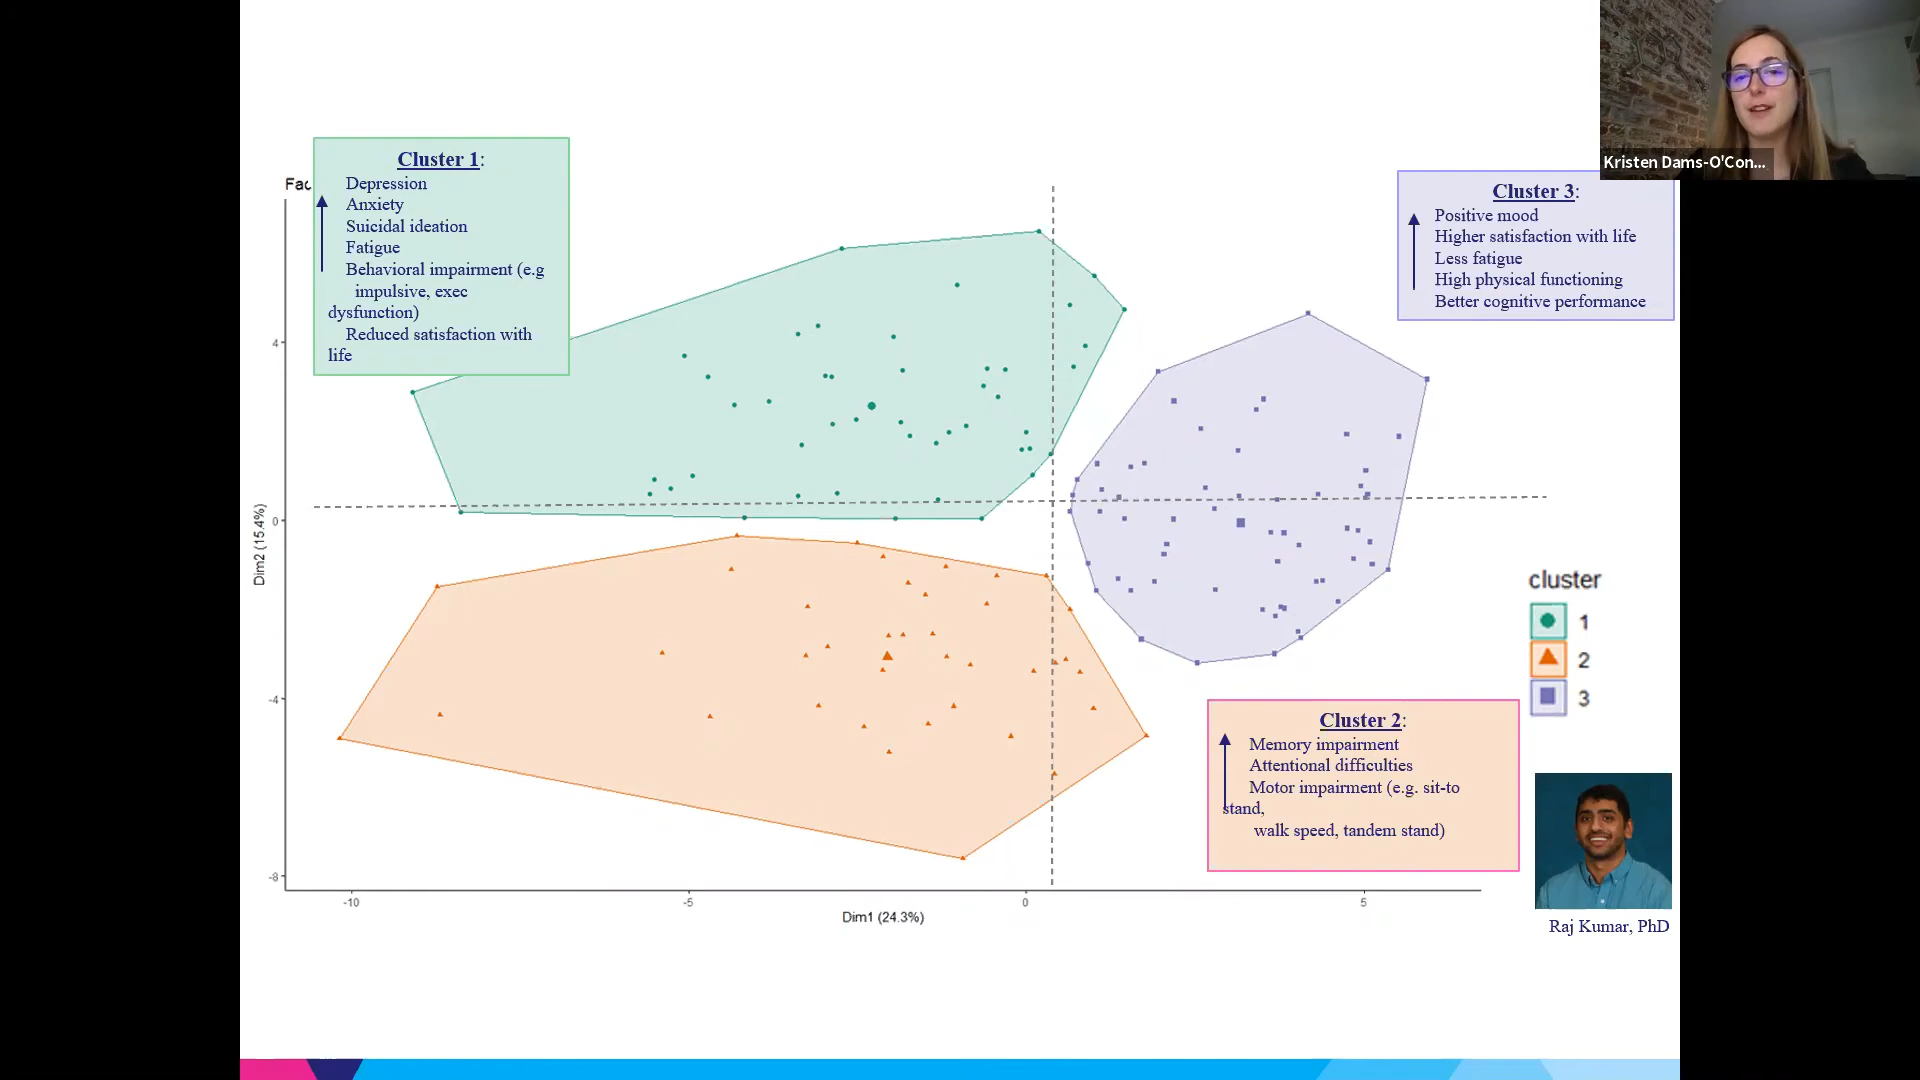 Kristen Dams-O'Con...
Cluster 1:
Depression
Anxiety
Suicidal ideation
Fatigue
Behavioral impairment (e.g
impulsive, exec
dysfunction)
Reduced satisfaction with
life
Fac
Cluster 3:
Positive mood
Higher satisfaction with life
Less fatigue
High physical functioning
Better cognitive performance
4
0
-4
-8
Dim2 (15.4%)
-10
-5
0
5
Dim1 (24.3%)
cluster
1
2
3
Cluster 2:
Memory impairment
Attentional difficulties
Motor impairment (e.g. sit-to
stand,
walk speed, tandem stand)
Raj Kumar, PhD